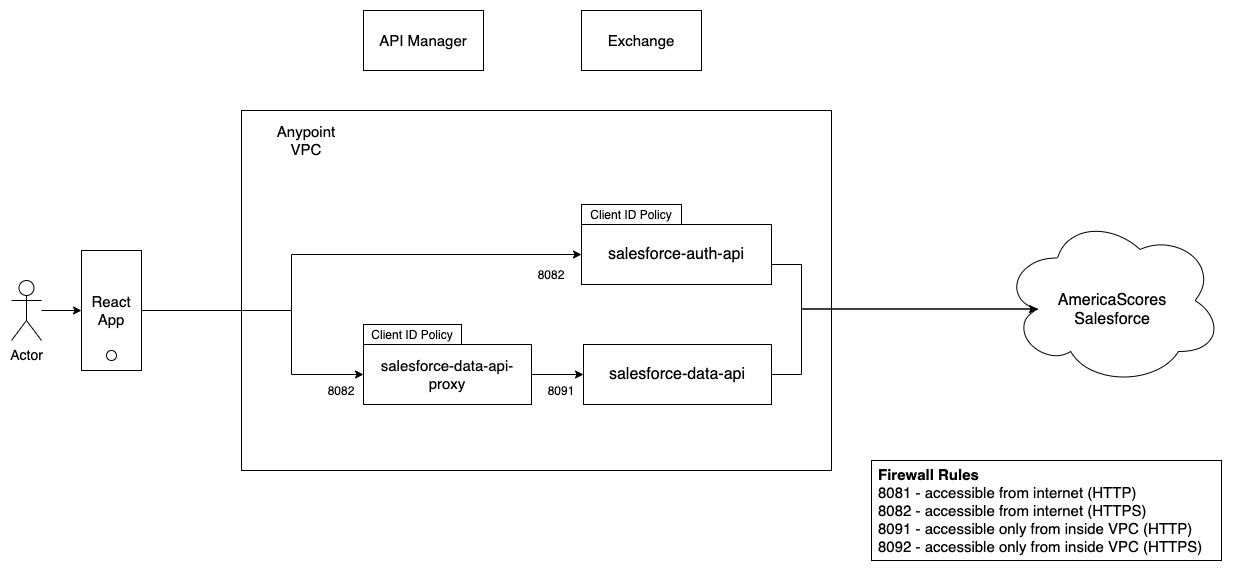 API Manager
Exchange
Anypoint
VPC
Client ID Policy
salesforce-auth-api
8082
React
App
Actor
Client ID Policy
salesforce-data-api-
proxy
8082
8091
salesforce-data-api
AmericaScores
Salesforce
Firewall Rules
8081 - accessible from internet (HTTP)
8082 - accessible from internet (HTTPS)
8091 - accessible only from inside VPC (HTTP)
8092 - accessible only from inside VPC (HTTPS)